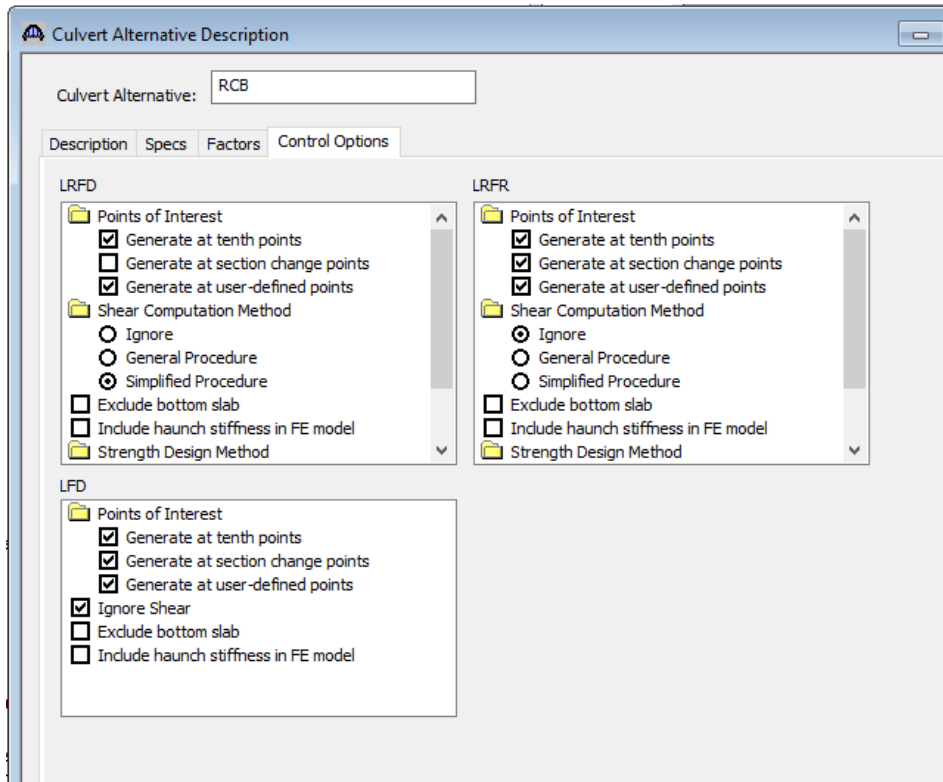 Culvert Alternative Description
Culvert Alternative: RCB
Description Specs Factors Control Options
LRFD
Points of Interest
Generate at tenth points
Generate at section change points
Generate at user-defined points
Shear Computation Method
Ignore
General Procedure
Simplified Procedure
Exclude bottom slab
Include haunch stiffness in FE model
Strength Design Method
LRFR
Points of Interest
Generate at tenth points
Generate at section change points
Generate at user-defined points
Shear Computation Method
Ignore
General Procedure
Simplified Procedure
Exclude bottom slab
Include haunch stiffness in FE model
Strength Design Method
LFD
Points of Interest
Generate at tenth points
Generate at section change points
Generate at user-defined points
Ignore Shear
Exclude bottom slab
Include haunch stiffness in FE model